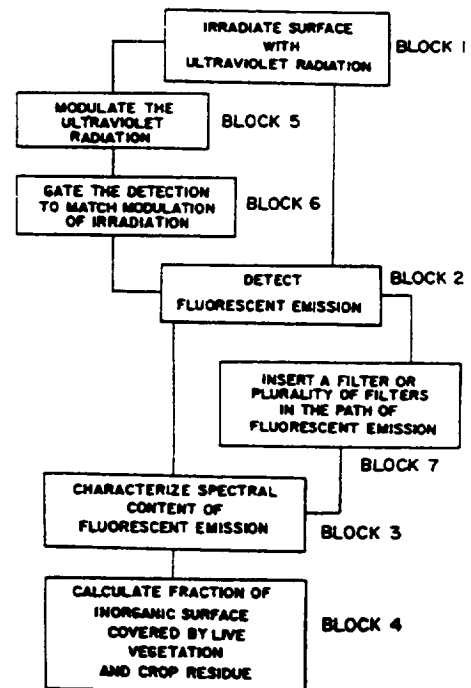 IRRADIATE SURFACE
WITH
ULTRAVIOLET RADIATION
BLOCK 1
MODULATE THE
ULTRAVIOLET
RADIATION
BLOCK 5
GATE THE DETECTION
TO MATCH MODULATION
OF IRRADIATION
BLOCK 6
DETECT
FLUORESCENT EMISSION
BLOCK 2
INSERT A FILTER OR
PLURALITY OF FILTERS
IN THE PATH OF
FLUORESCENT EMISSION
BLOCK 7
CHARACTERIZE SPECTRAL
CONTENT OF
FLUORESCENT EMISSION
BLOCK 3
CALCULATE FRACTION OF
INORGANIC SURFACE
COVERED BY LIVE
VEGETATION
AND CROP RESIDUE
BLOCK 4